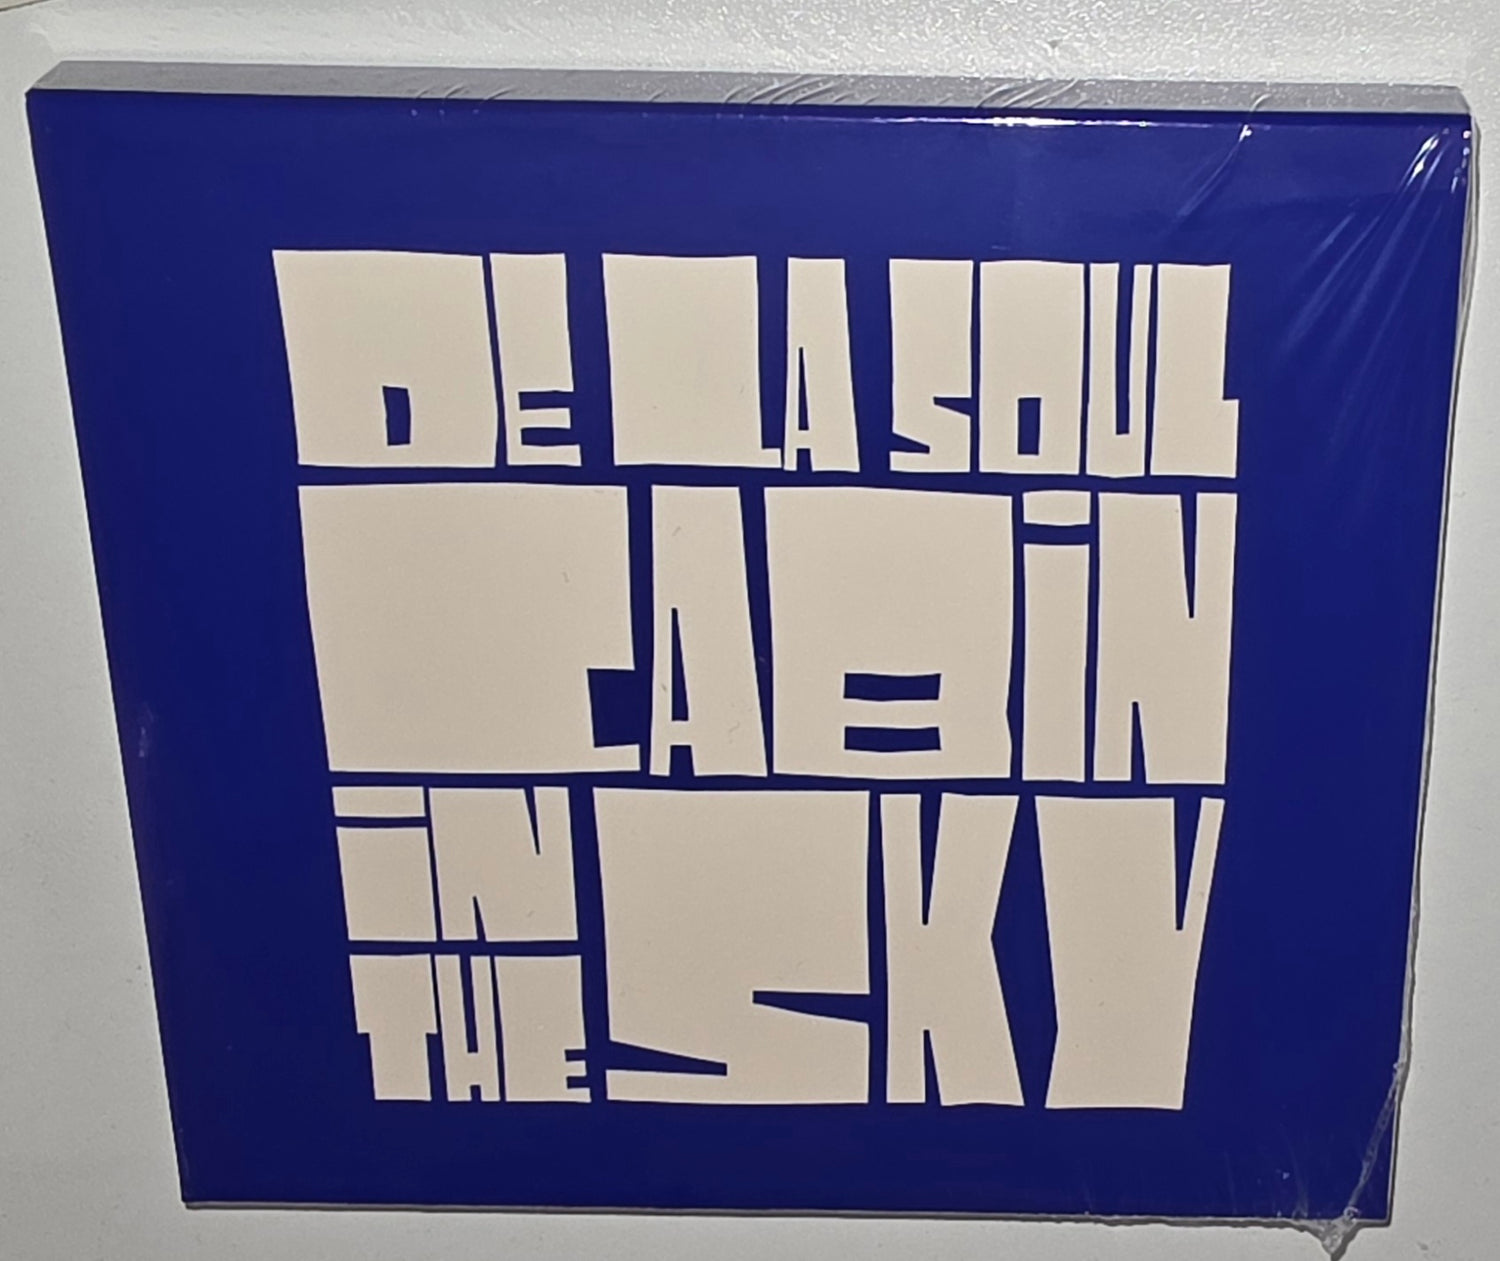 DE LA SOUL
CABiN
iN
THE
SKY